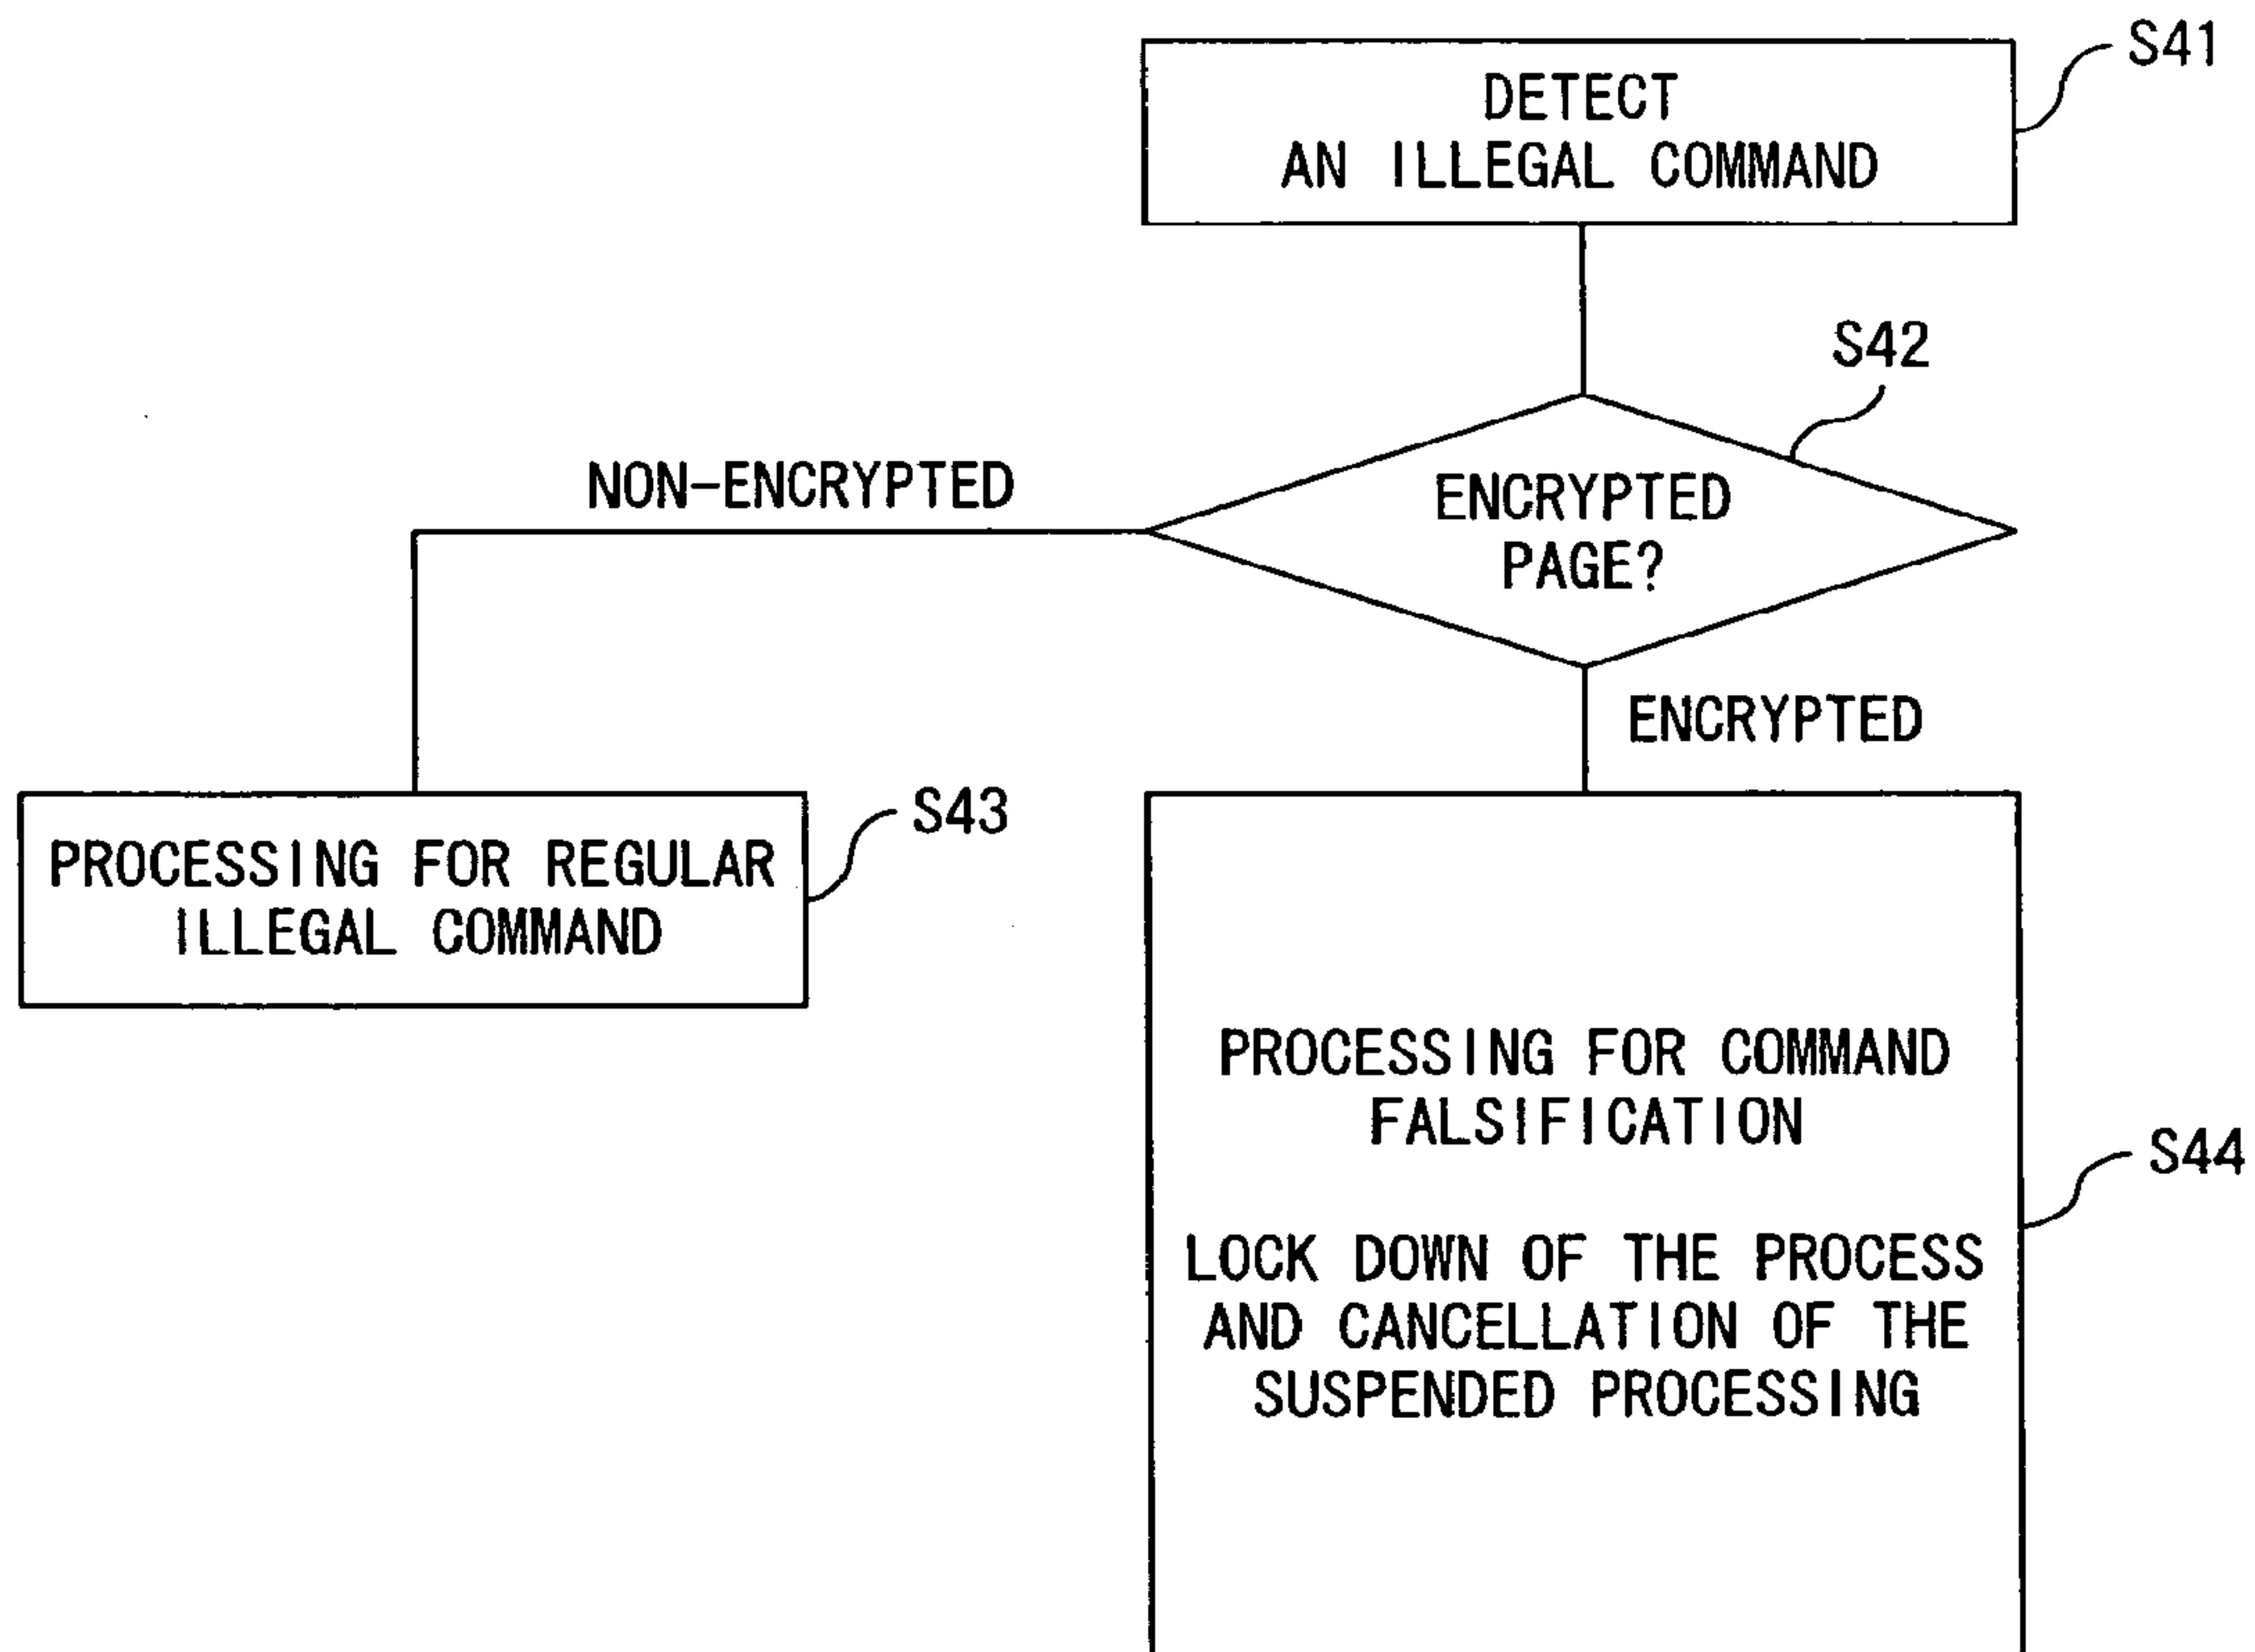 S41
DETECT
AN ILLEGAL COMMAND
S42
NON-ENCRYPTED
ENCRYPTED
PAGE?
ENCRYPTED
S43
PROCESSING FOR REGULAR
ILLEGAL COMMAND
PROCESSING FOR COMMAND
FALSIFICATION
S44
LOCK DOWN OF THE PROCESS
AND CANCELLATION OF THE
SUSPENDED PROCESSING